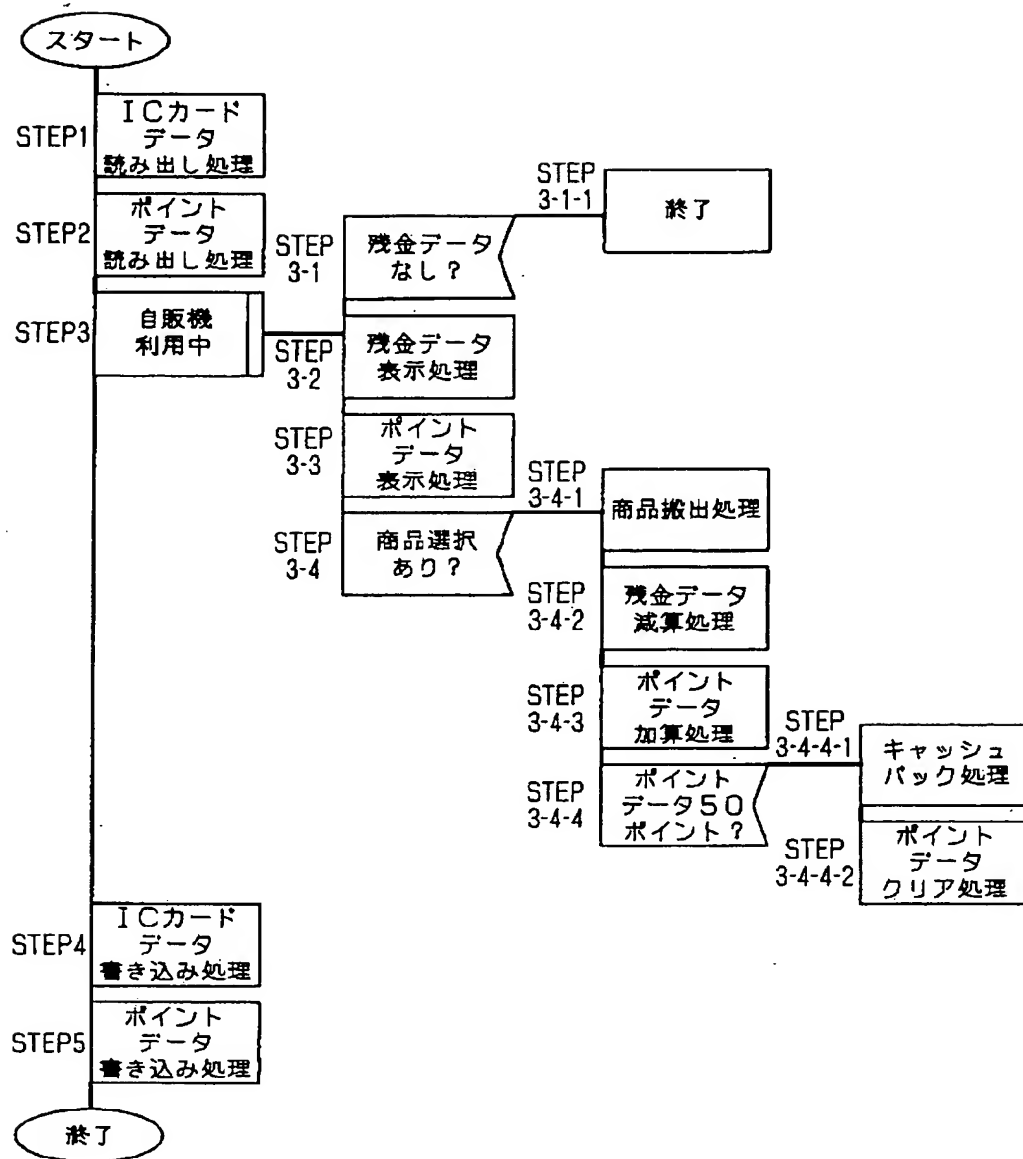 スタート
STEP1
ICカード
データ
読み出し処理
STEP2
ポイント
データ
読み出し処理
STEP3
自販機
利用中
STEP
3-1
残金データ
なし?
STEP
3-1-1
終了
STEP
3-2
残金データ
表示処理
STEP
3-3
ポイント
データ
表示処理
STEP
3-4
商品選択
あり?
STEP
3-4-1
商品搬出処理
STEP
3-4-2
残金データ
減算処理
STEP
3-4-3
ポイント
データ
加算処理
STEP
3-4-4
ポイント
データ50
ポイント?
STEP
3-4-4-1
キャッシュ
バック処理
STEP
3-4-4-2
ポイント
データ
クリア処理
STEP4
ICカード
データ
書き込み処理
STEP5
ポイント
データ
書き込み処理
終了